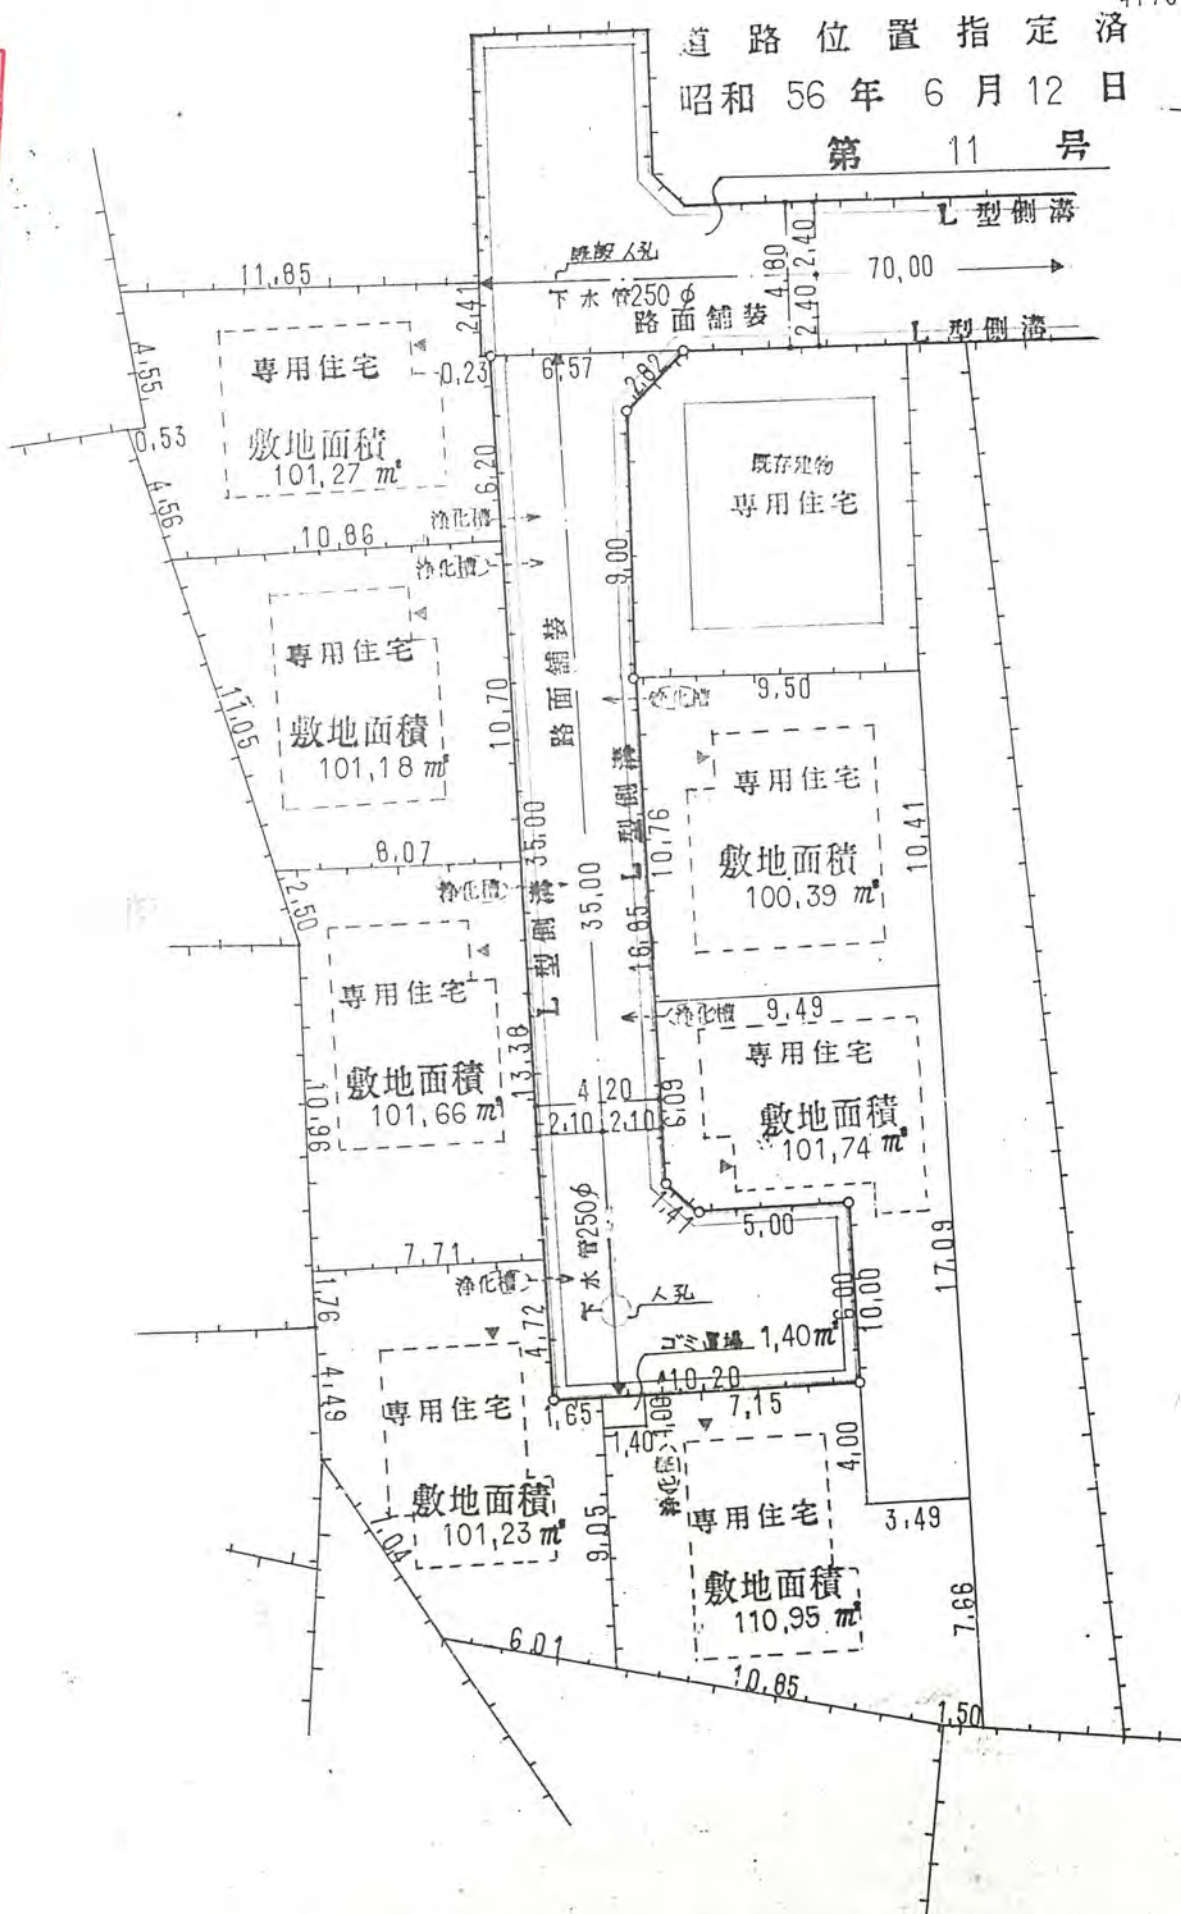 道路位置指定済
昭和 56 年 6 月 12 日
第 11 号
L 型側溝
既設人孔
4,80
2,40
2,40
70,00
11,85
2,41
下水管250φ
路面舗装
L 型側溝
4,55
専用住宅
0,23
6,57
2,82
0,53
敷地面積
101,27 ㎡
6,20
既存建物
専用住宅
4,56
浄化槽
10,86
浄化槽
9,00
専用住宅
路面舗装
11,05
敷地面積
101,18 ㎡
10,70
浄化槽
9,50
専用住宅
L 型側溝
10,76
10,41
敷地面積
100,39 ㎡
8,07
35,00
35,00
2,50
浄化槽
16,85
L 型側溝
専用住宅
浄化槽
9,49
専用住宅
13,38
敷地面積
101,66 ㎡
4,20
2,10
2,10
6,09
敷地面積
101,74 ㎡
10,96
1,41
5,00
下水管250φ
17,09
7,71
浄化槽
1,76
4,72
人孔
6,00
10,00
ゴミ置場 1,40㎡
4,49
専用住宅
10,20
1,65
1,00
7,15
1,40
浄化槽
4,00
敷地面積
101,23 ㎡
7,04
9,05
専用住宅
3,49
敷地面積
110,95 ㎡
7,66
6,01
10,85
1,50